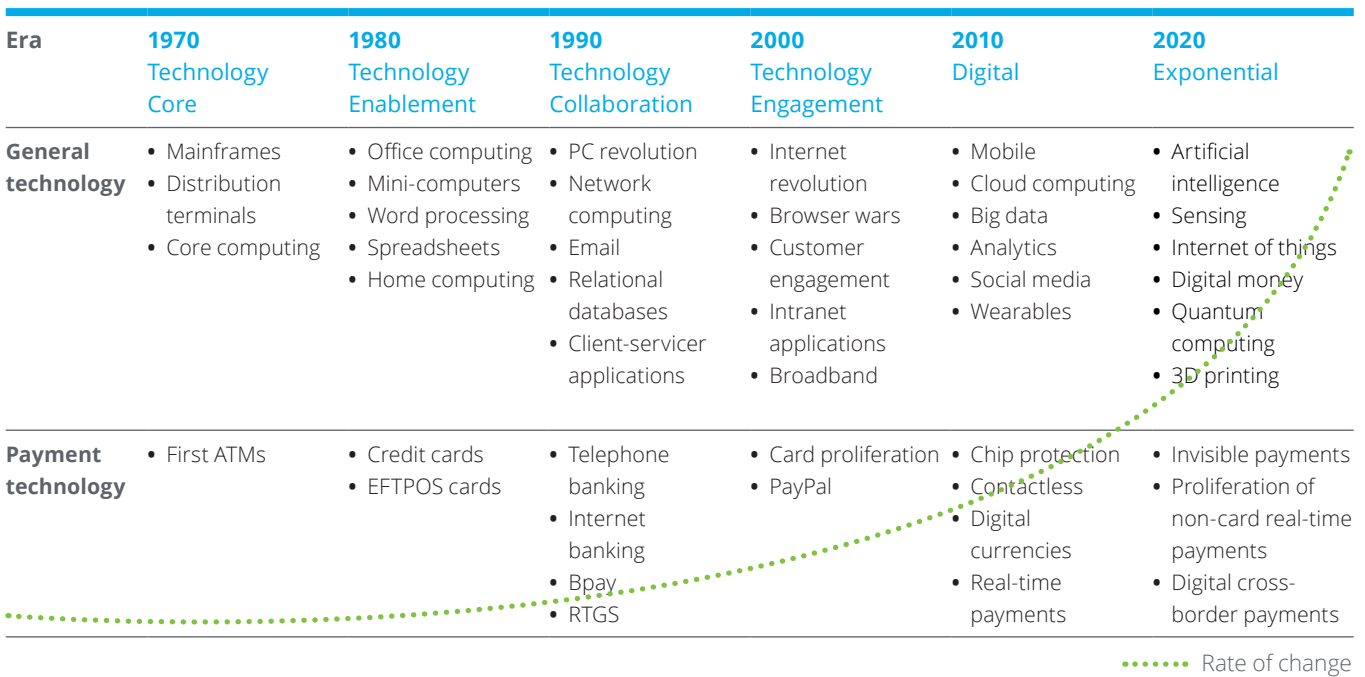 Era
1970
Technology
Core
1980
Technology
Enablement
1990
Technology
Collaboration
2000
Technology
Engagement
2010
Digital
2020
Exponential
General
technology
• Mainframes
• Distribution
terminals
• Core computing
• Office computing
• Mini-computers
• Word processing
• Spreadsheets
• Home computing
• PC revolution
• Network
computing
• Email
• Relational
databases
• Client-servicer
applications
• Internet
revolution
• Browser wars
• Customer
engagement
• Intranet
applications
• Broadband
• Mobile
• Cloud computing
• Big data
• Analytics
• Social media
• Wearables
• Artificial
intelligence
• Sensing
• Internet of things
• Digital money
• Quantum
computing
• 3D printing
Payment
technology
• First ATMs
• Credit cards
• EFTPOS cards
• Telephone
banking
• Internet
banking
• Bpay
• RTGS
• Card proliferation
• PayPal
• Chip protection
• Contactless
• Digital
currencies
• Real-time
payments
• Invisible payments
• Proliferation of
non-card real-time
payments
• Digital cross-
border payments
Rate of change